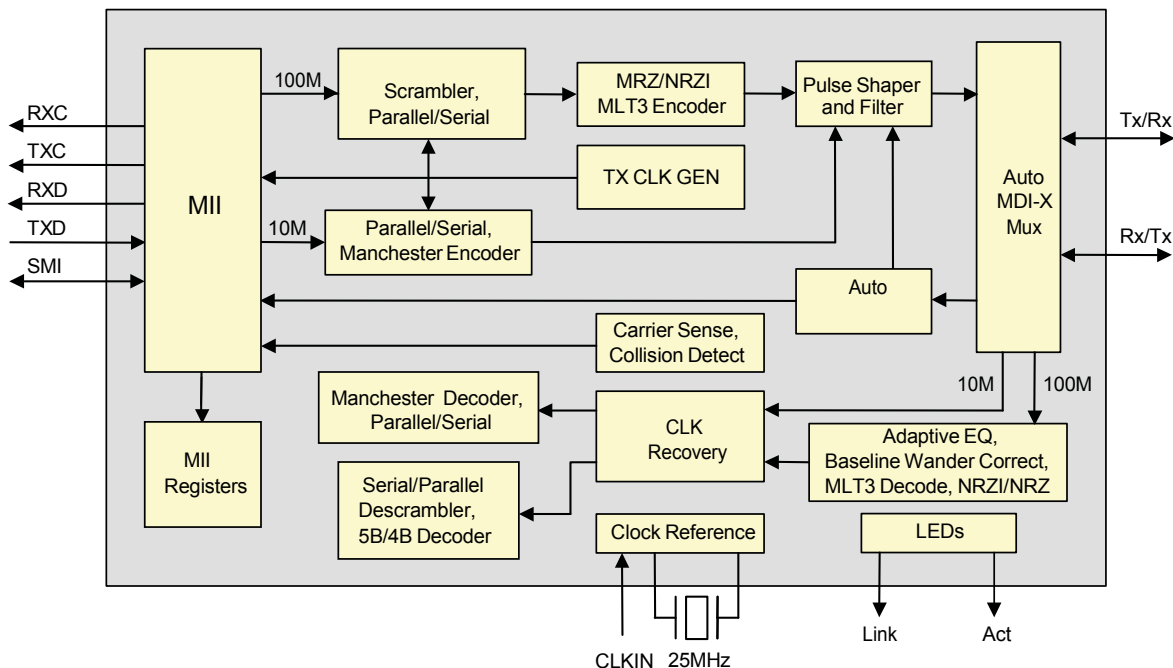 RXC
TXC
RXD
TXD
SMI
MII
100M
10M
Scrambler,
Parallel/Serial
MRZ/NRZI
MLT3 Encoder
Pulse Shaper
and Filter
TX CLK GEN
Parallel/Serial,
Manchester Encoder
Auto
MDI-X
Mux
Tx/Rx
Rx/Tx
Auto
Carrier Sense,
Collision Detect
10M
100M
Manchester Decoder,
Parallel/Serial
CLK
Recovery
Adaptive EQ,
Baseline Wander Correct,
MLT3 Decode, NRZI/NRZ
MII
Registers
Serial/Parallel
Descrambler,
5B/4B Decoder
Clock Reference
LEDs
CLKIN
25MHz
Link
Act